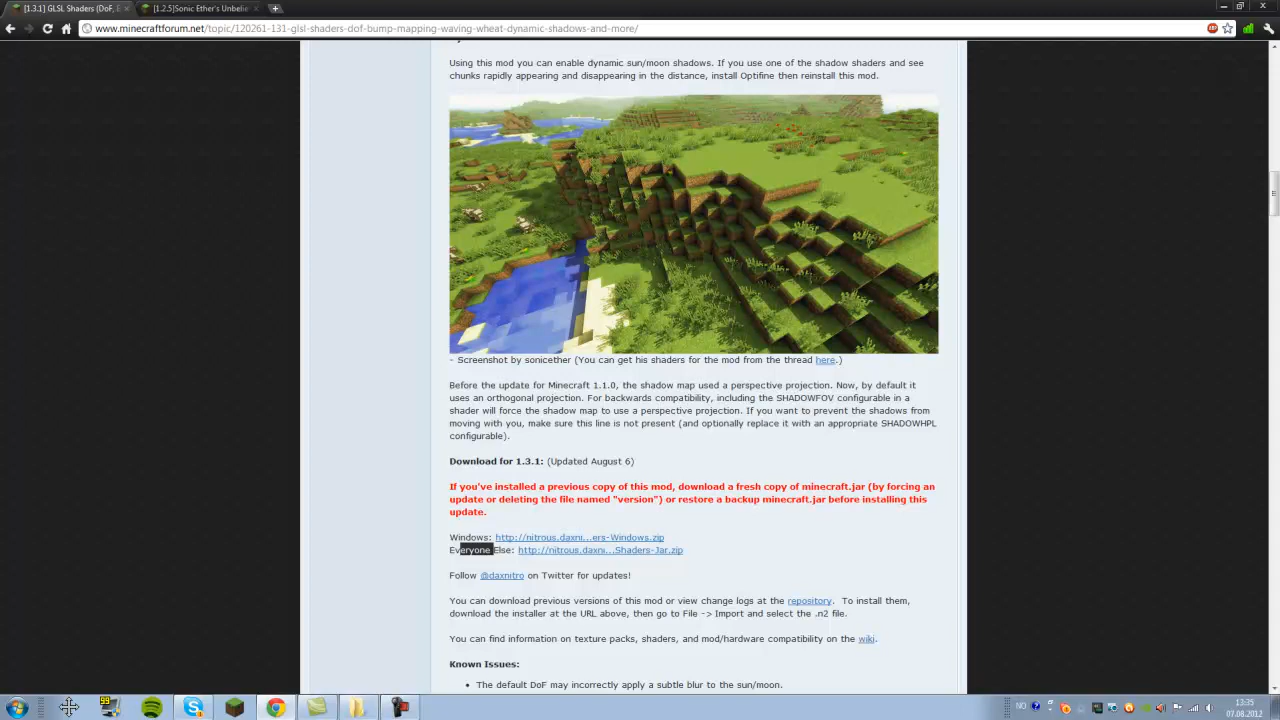 [1.3.1] GLSL Shaders (DoF, B
[1.2.5]Sonic Ether's Unbelie
www.minecraftforum.net/topic/120261-131-glsl-shaders-dof-bump-mapping-waving-wheat-dynamic-shadows-and-more/
Using this mod you can enable dynamic sun/moon shadows. If you use one of the shadow shaders and see
chunks rapidly appearing and disappearing in the distance, install Optifine then reinstall this mod.
- Screenshot by sonicether (You can get his shaders for the mod from the thread here.)
Before the update for Minecraft 1.1.0, the shadow map used a perspective projection. Now, by default it
uses an orthogonal projection. For backwards compatibility, including the SHADOWFOV configurable in a
shader will force the shadow map to use a perspective projection. If you want to prevent the shadows from
moving with you, make sure this line is not present (and optionally replace it with an appropriate SHADOWHPL
configurable).
Download for 1.3.1: (Updated August 6)
If you've installed a previous copy of this mod, download a fresh copy of minecraft.jar (by forcing an
update or deleting the file named "version") or restore a backup minecraft.jar before installing this
update.
Windows: http://nitrous.daxni...ers-Windows.zip
Everyone Else: http://nitrous.daxni...Shaders-Jar.zip
Follow @daxnitro on Twitter for updates!
You can download previous versions of this mod or view change logs at the repository. To install them,
download the installer at the URL above, then go to File -> Import and select the .n2 file.
You can find information on texture packs, shaders, and mod/hardware compatibility on the wiki.
Known Issues:
• The default DoF may incorrectly apply a subtle blur to the sun/moon.
NO
13:35
07.08.2012